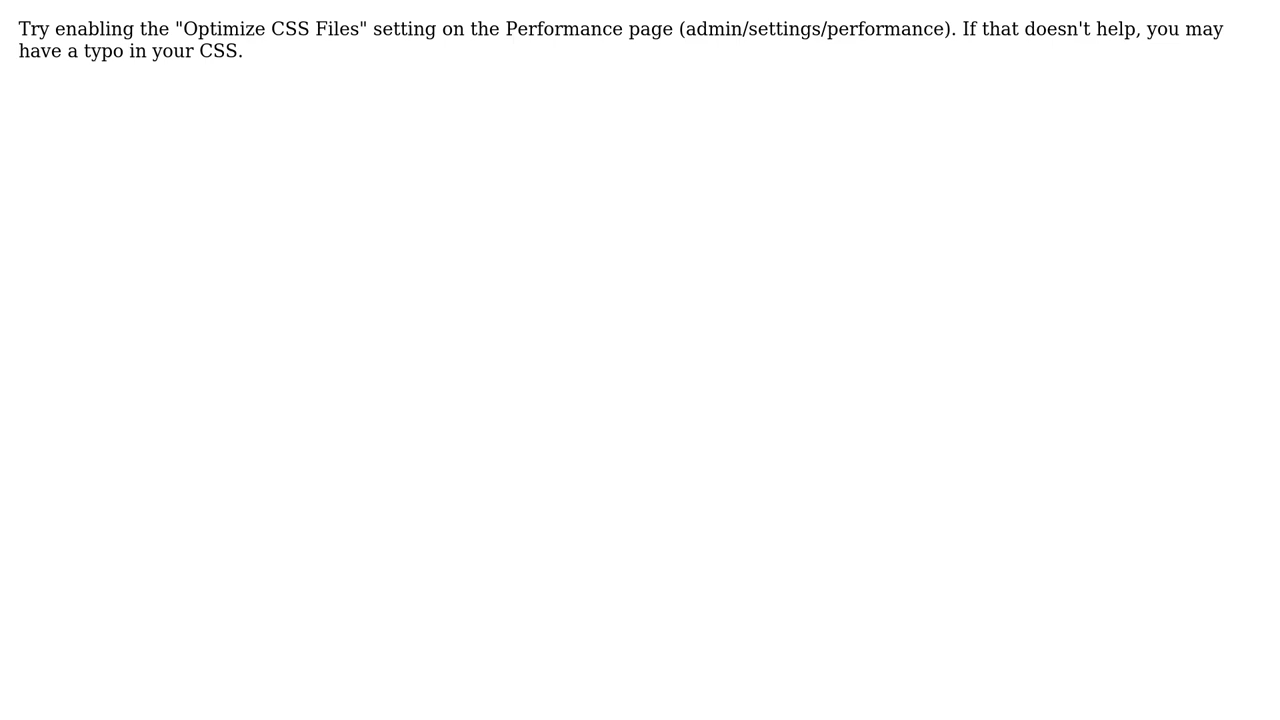 Try enabling the "Optimize CSS Files" setting on the Performance page (admin/settings/performance). If that doesn't help, you may
have a typo in your CSS.